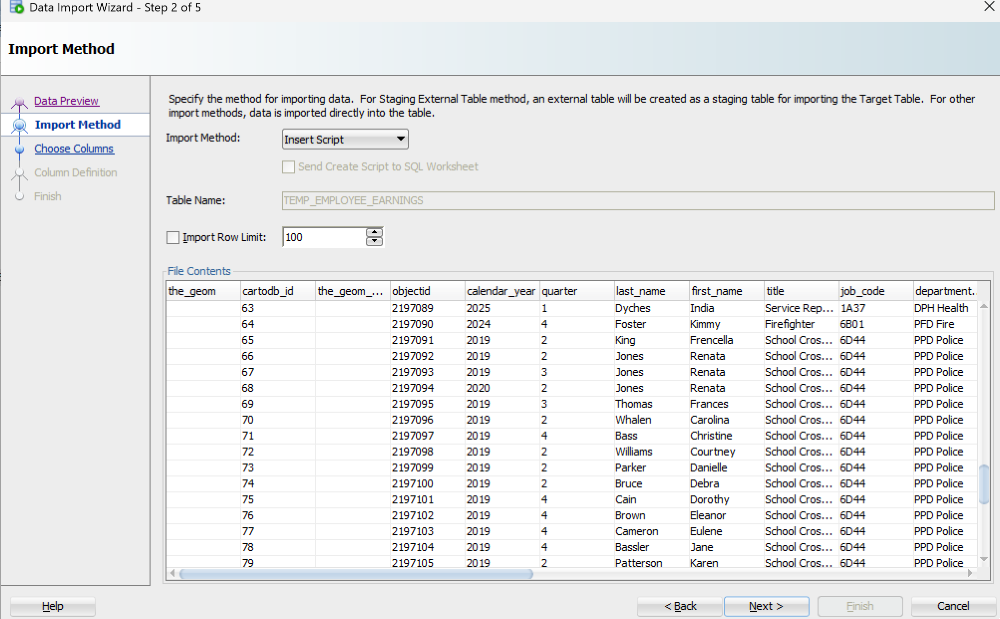 Data Import Wizard - Step 2 of 5
Import Method
Data Preview
Import Method
Choose Columns
Column Definition
Finish
Specify the method for importing data.  For Staging External Table method, an external table will be created as a staging table for importing the Target Table.  For other
import methods, data is imported directly into the table.
Import Method: Insert Script
Send Create Script to SQL Worksheet
Table Name: TEMP_EMPLOYEE_EARNINGS
Import Row Limit: 100
File Contents
the_geom cartodb_id the_geom_... objectid calendar_year quarter last_name first_name title job_code department..
63 2197089 2025 1 Dyches India Service Rep... 1A37 DPH Health
64 2197090 2024 4 Foster Kimmy Firefighter 6B01 PFD Fire
65 2197091 2019 2 King Frencella School Cros... 6D44 PPD Police
66 2197092 2019 2 Jones Renata School Cros... 6D44 PPD Police
67 2197093 2019 3 Jones Renata School Cros... 6D44 PPD Police
68 2197094 2020 2 Jones Renata School Cros... 6D44 PPD Police
69 2197095 2019 3 Thomas Frances School Cros... 6D44 PPD Police
70 2197096 2019 2 Whalen Carolina School Cros... 6D44 PPD Police
71 2197097 2019 4 Bass Christine School Cros... 6D44 PPD Police
72 2197098 2019 2 Williams Courtney School Cros... 6D44 PPD Police
73 2197099 2019 2 Parker Danielle School Cros... 6D44 PPD Police
74 2197100 2019 2 Bruce Debra School Cros... 6D44 PPD Police
75 2197101 2019 4 Cain Dorothy School Cros... 6D44 PPD Police
76 2197102 2019 4 Brown Eleanor School Cros... 6D44 PPD Police
77 2197103 2019 4 Cameron Eulene School Cros... 6D44 PPD Police
78 2197104 2019 4 Bassler Jane School Cros... 6D44 PPD Police
79 2197105 2019 2 Patterson Karen School Cros... 6D44 PPD Police
Help < Back Next > Finish Cancel